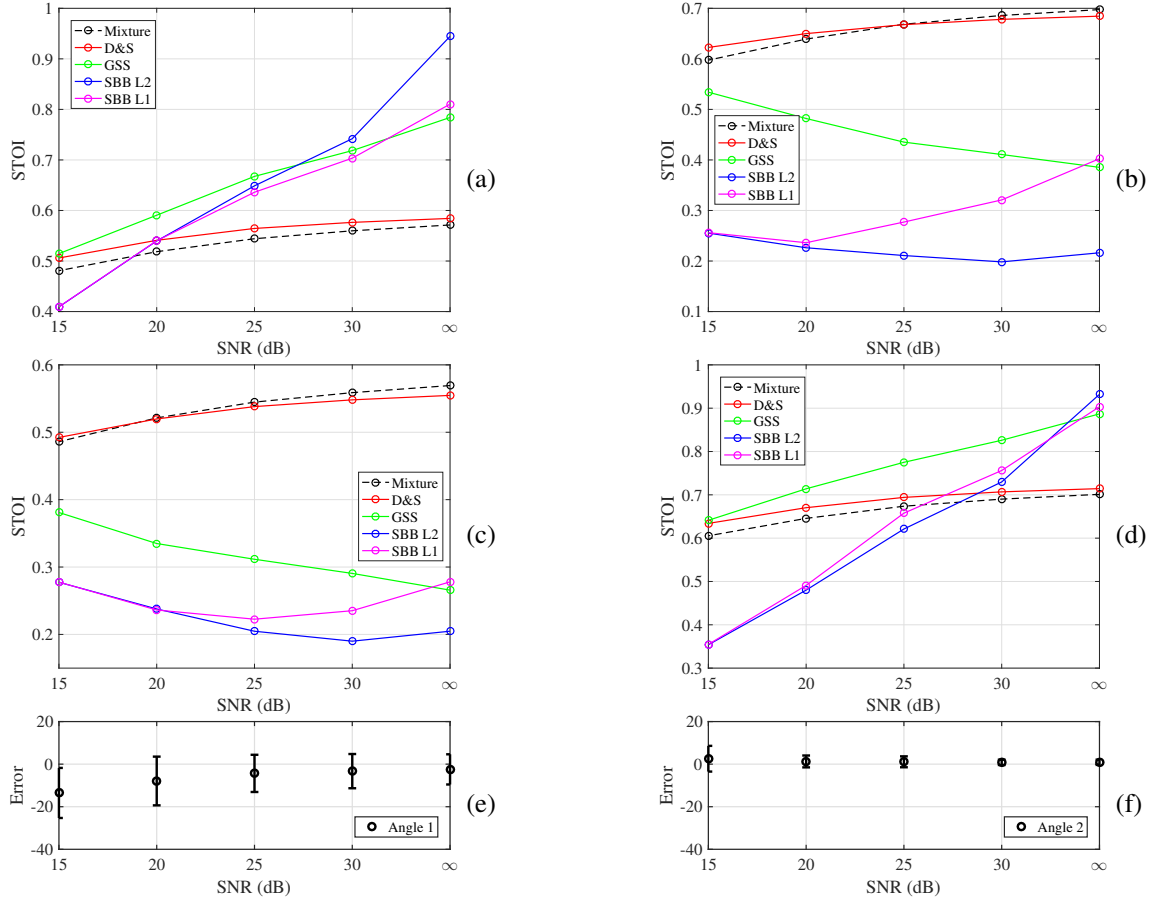 1
0.9
0.8
0.7
0.6
0.5
0.4
STOI
Mixture
D&S
GSS
SBB L2
SBB L1
15 20 25 30 ∞
SNR (dB)
(a)
0.7
0.6
0.5
0.4
0.3
0.2
0.1
STOI
Mixture
D&S
GSS
SBB L2
SBB L1
15 20 25 30 ∞
SNR (dB)
(b)
0.6
0.5
0.4
0.3
0.2
STOI
Mixture
D&S
GSS
SBB L2
SBB L1
15 20 25 30 ∞
SNR (dB)
(c)
1
0.9
0.8
0.7
0.6
0.5
0.4
0.3
STOI
Mixture
D&S
GSS
SBB L2
SBB L1
15 20 25 30 ∞
SNR (dB)
(d)
20
0
-20
-40
Error
Angle 1
15 20 25 30 ∞
SNR (dB)
(e)
20
0
-20
-40
Error
Angle 2
15 20 25 30 ∞
SNR (dB)
(f)